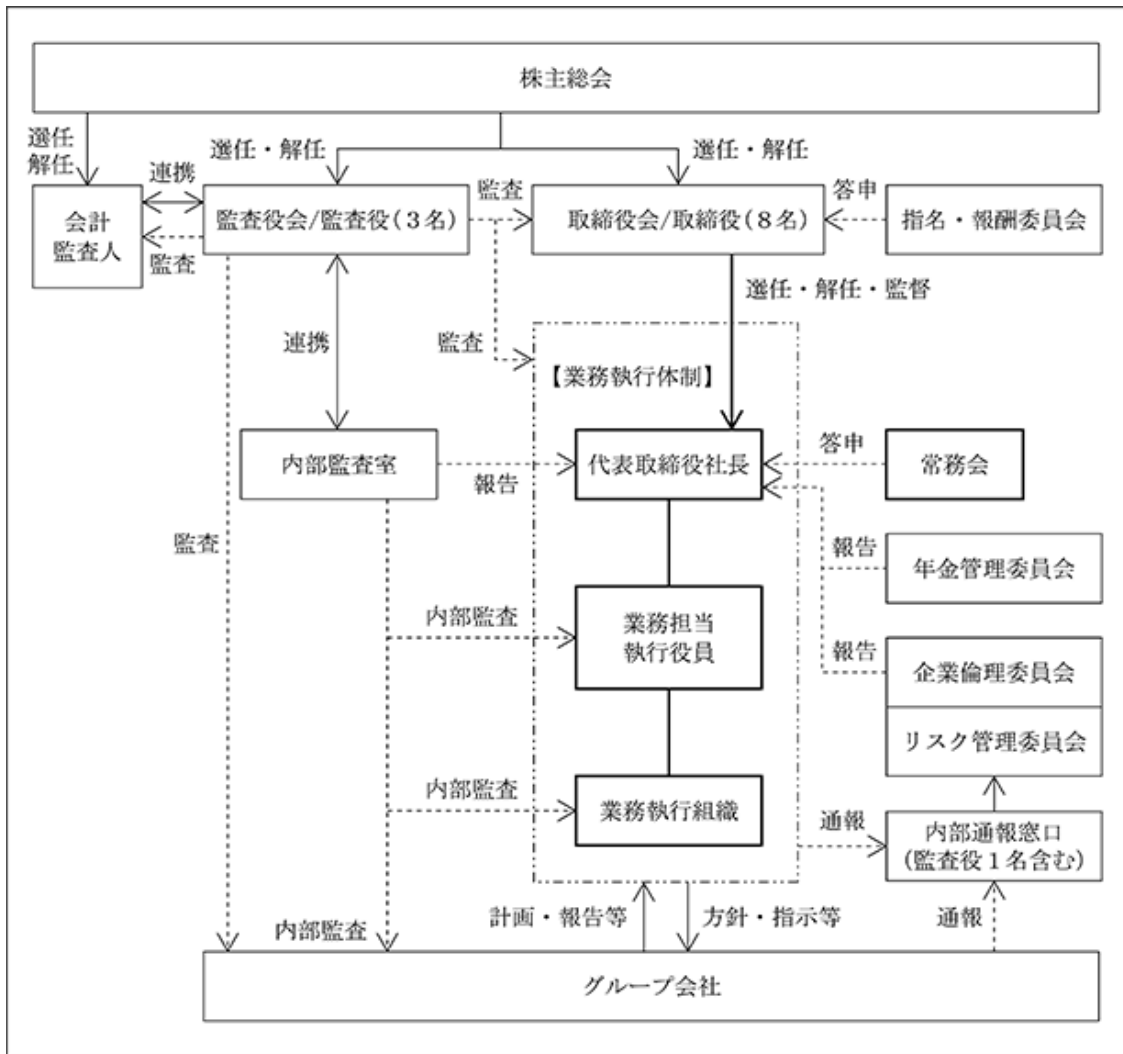 株主総会
選任
解任
連携
選任・解任
選任・解任
会計
監査人
監査
監査役会/監査役(3名)
監査
取締役会/取締役(8名)
答申
指名・報酬委員会
選任・解任・監督
連携
監査
【業務執行体制】
内部監査室
報告
代表取締役社長
答申
常務会
監査
報告
年金管理委員会
内部監査
業務担当
執行役員
報告
企業倫理委員会
リスク管理委員会
内部監査
業務執行組織
通報
内部通報窓口
(監査役1名含む)
内部監査
計画・報告等
方針・指示等
通報
グループ会社